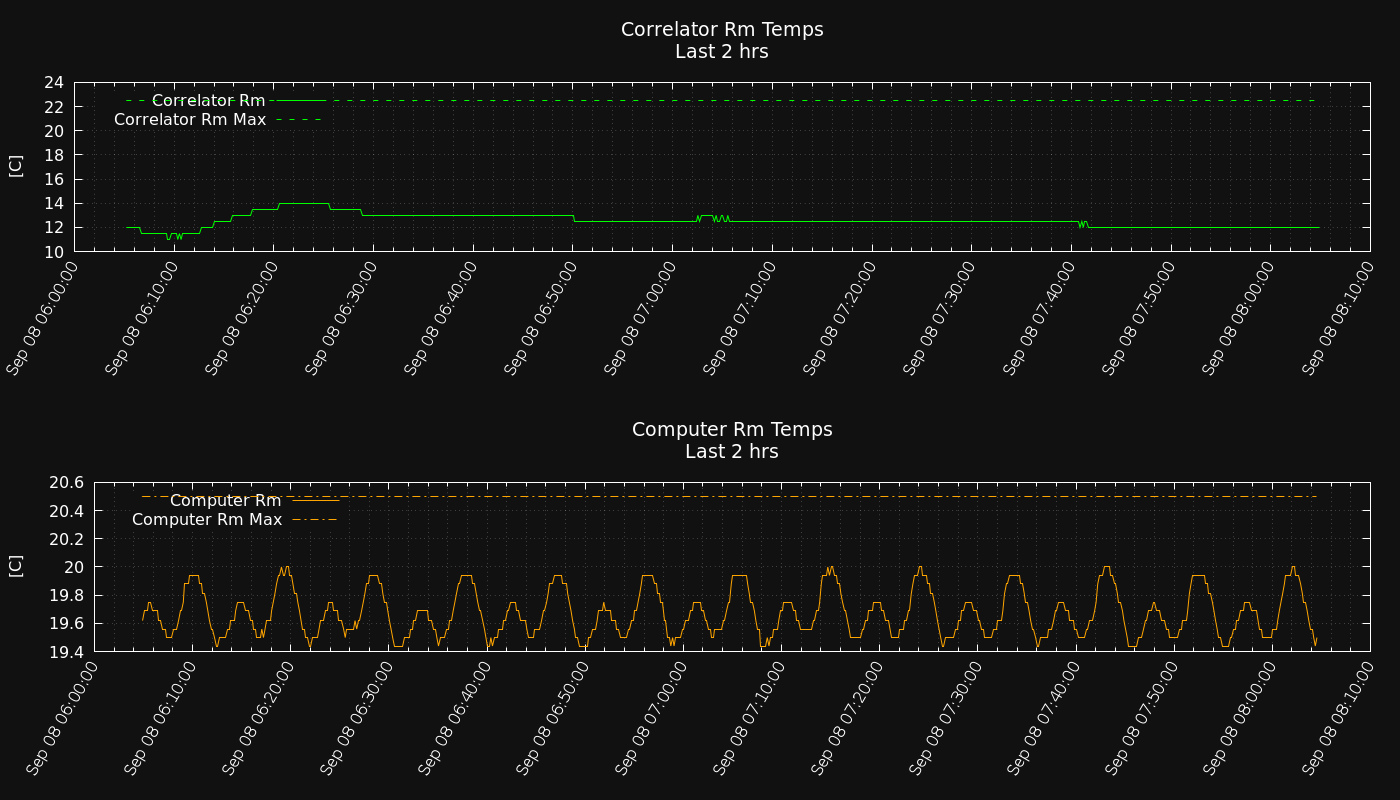 Correlator Rm Temps
Last 2 hrs
24
22
20
18
16
14
12
10
[C]
Correlator Rm
Correlator Rm Max
Sep 08 06:00:00
Sep 08 06:10:00
Sep 08 06:20:00
Sep 08 06:30:00
Sep 08 06:40:00
Sep 08 06:50:00
Sep 08 07:00:00
Sep 08 07:10:00
Sep 08 07:20:00
Sep 08 07:30:00
Sep 08 07:40:00
Sep 08 07:50:00
Sep 08 08:00:00
Sep 08 08:10:00
Computer Rm Temps
Last 2 hrs
20.6
20.4
20.2
20
19.8
19.6
19.4
[C]
Computer Rm
Computer Rm Max
Sep 08 06:00:00
Sep 08 06:10:00
Sep 08 06:20:00
Sep 08 06:30:00
Sep 08 06:40:00
Sep 08 06:50:00
Sep 08 07:00:00
Sep 08 07:10:00
Sep 08 07:20:00
Sep 08 07:30:00
Sep 08 07:40:00
Sep 08 07:50:00
Sep 08 08:00:00
Sep 08 08:10:00